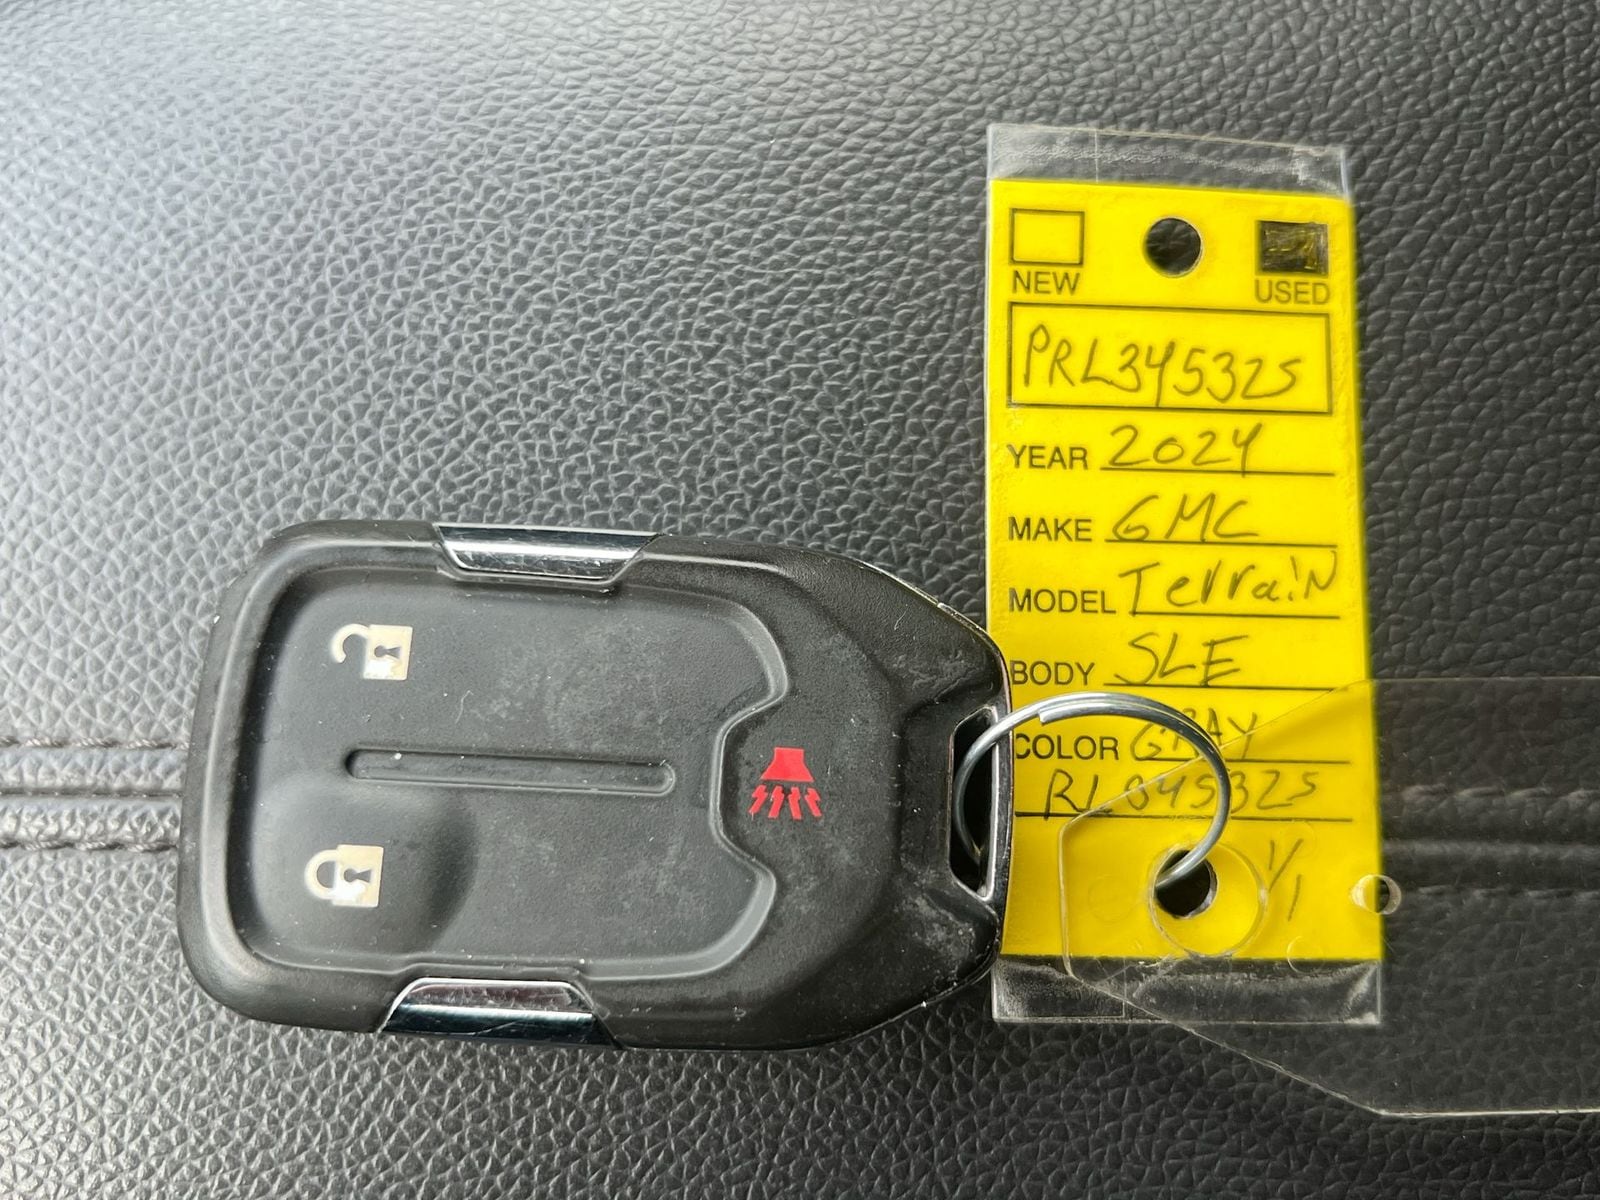 NEW USED
PRL345325
YEAR 2024
MAKE GMC
MODEL Terrain
BODY SLE
COLOR GRAY
RL345325
1/1